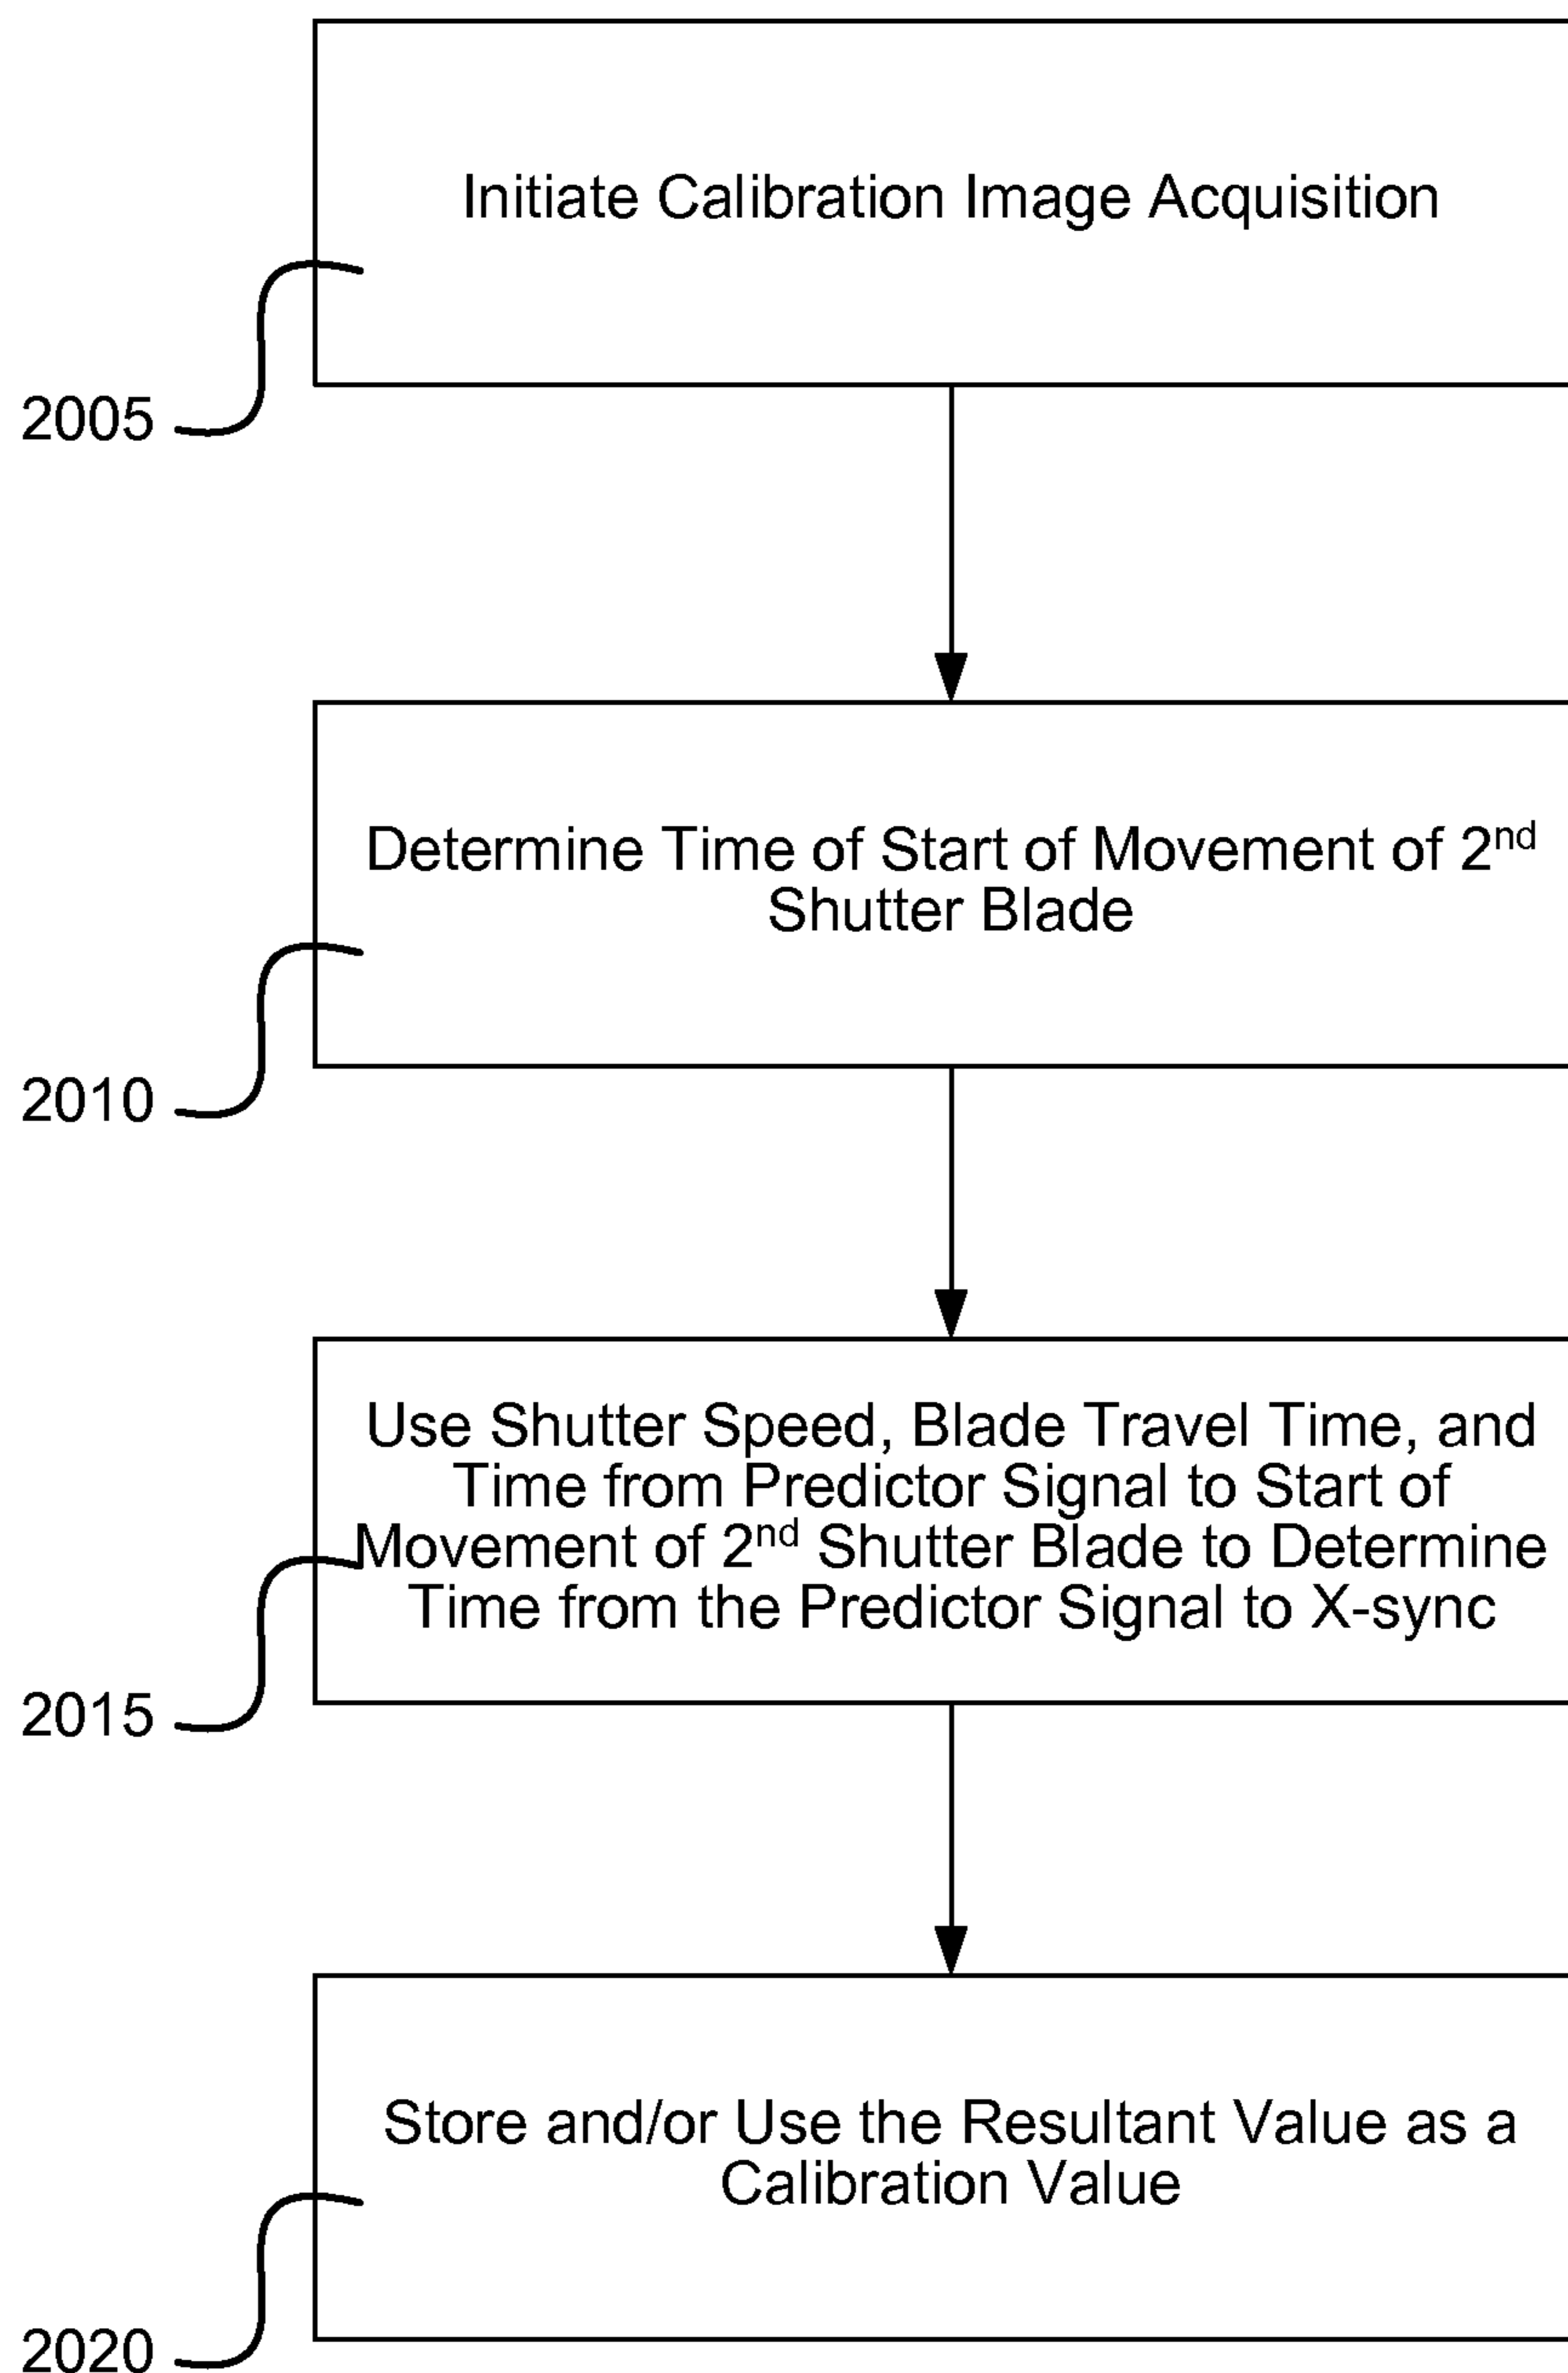 Initiate Calibration Image Acquisition
2005
Determine Time of Start of Movement of 2nd
Shutter Blade
2010
Use Shutter Speed, Blade Travel Time, and
Time from Predictor Signal to Start of
Movement of 2nd Shutter Blade to Determine
Time from the Predictor Signal to X-sync
2015
Store and/or Use the Resultant Value as a
Calibration Value
2020